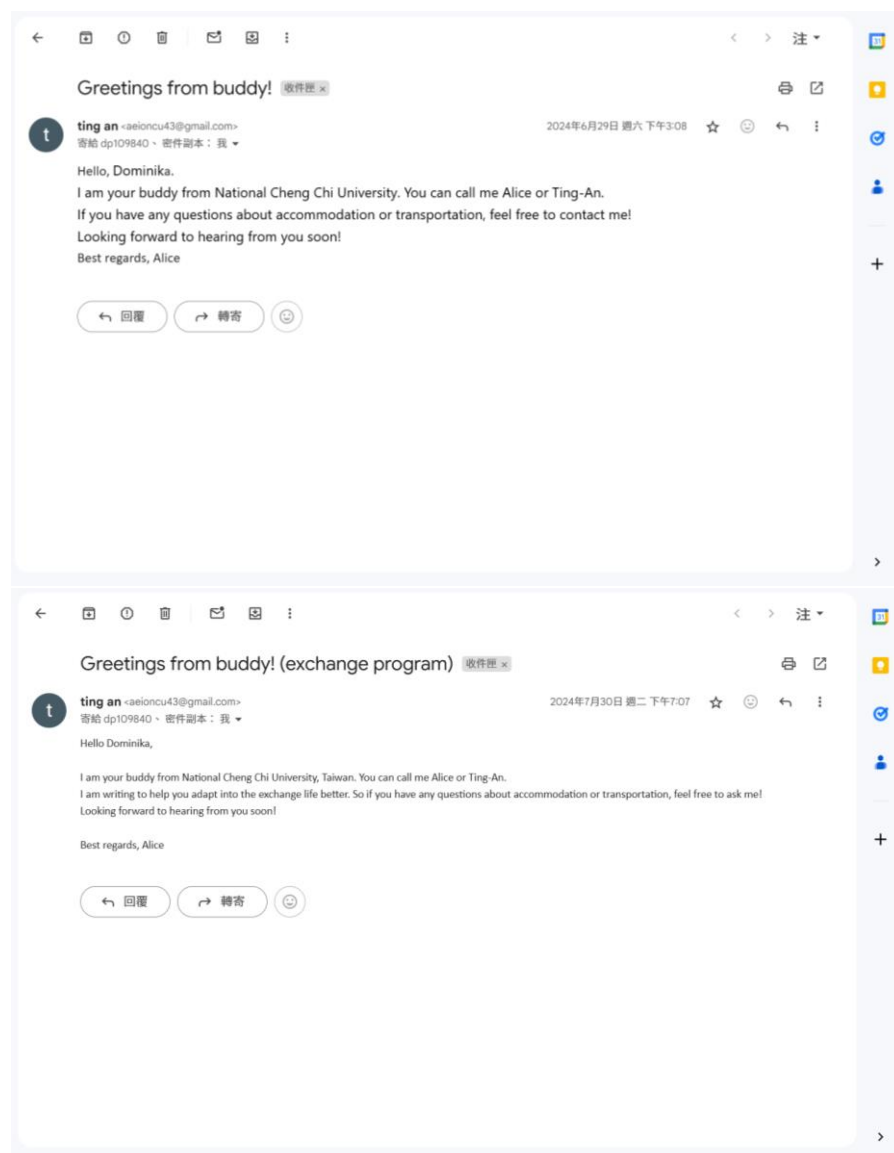 注
Greetings from buddy! 收件匣 ×
ting an <aeioncu43@gmail.com>
2024年6月29日 週六 下午3:08
寄給 dp109840、 密件副本： 我
t
Hello, Dominika.
I am your buddy from National Cheng Chi University. You can call me Alice or Ting-An.
If you have any questions about accommodation or transportation, feel free to contact me!
Looking forward to hearing from you soon!
Best regards, Alice
回覆 轉寄
31
注
Greetings from buddy! (exchange program) 收件匣 ×
ting an <aeioncu43@gmail.com>
2024年7月30日 週二 下午7:07
寄給 dp109840、 密件副本： 我
t
Hello Dominika,
I am your buddy from National Cheng Chi University, Taiwan. You can call me Alice or Ting-An.
I am writing to help you adapt into the exchange life better. So if you have any questions about accommodation or transportation, feel free to ask me!
Looking forward to hearing from you soon!
Best regards, Alice
回覆 轉寄
31